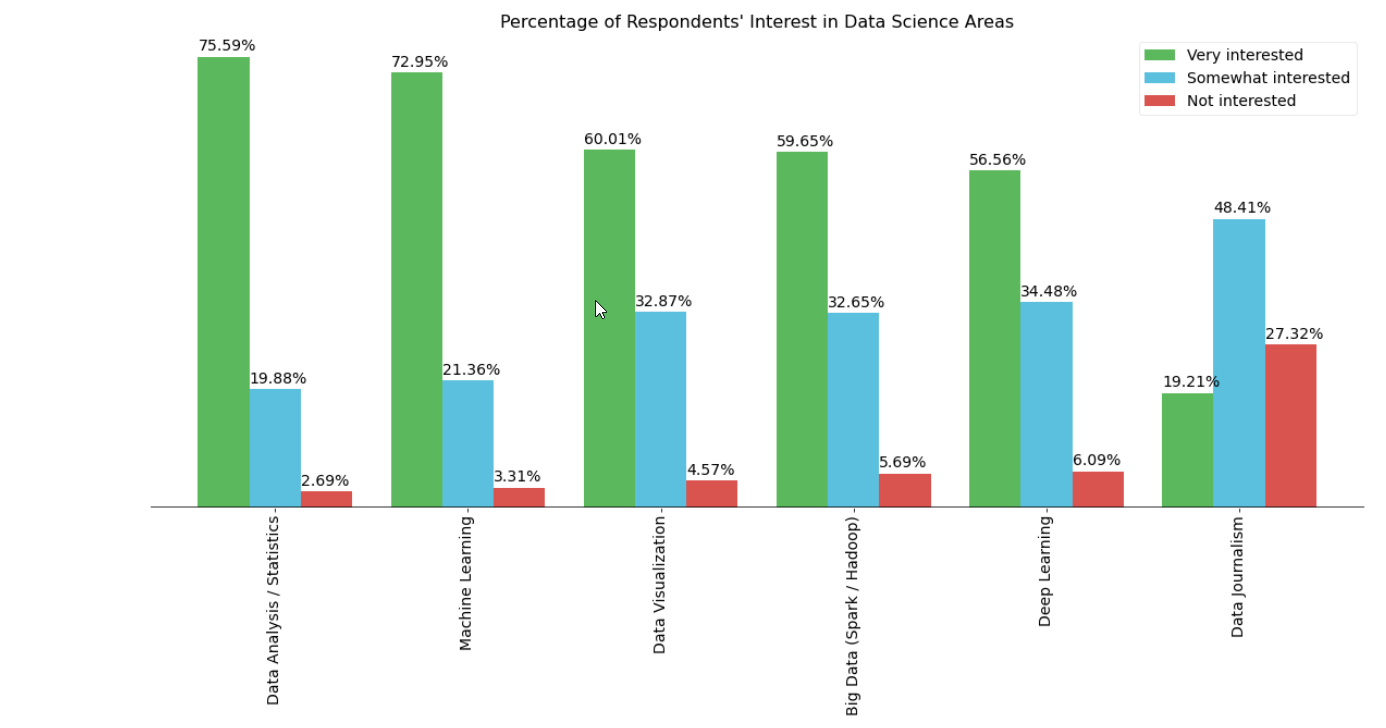 Percentage of Respondents' Interest in Data Science Areas
Very interested
Somewhat interested
Not interested
75.59%
19.88%
2.69%
72.95%
21.36%
3.31%
60.01%
32.87%
4.57%
59.65%
32.65%
5.69%
56.56%
34.48%
6.09%
19.21%
48.41%
27.32%
Data Analysis / Statistics
Machine Learning
Data Visualization
Big Data (Spark / Hadoop)
Deep Learning
Data Journalism